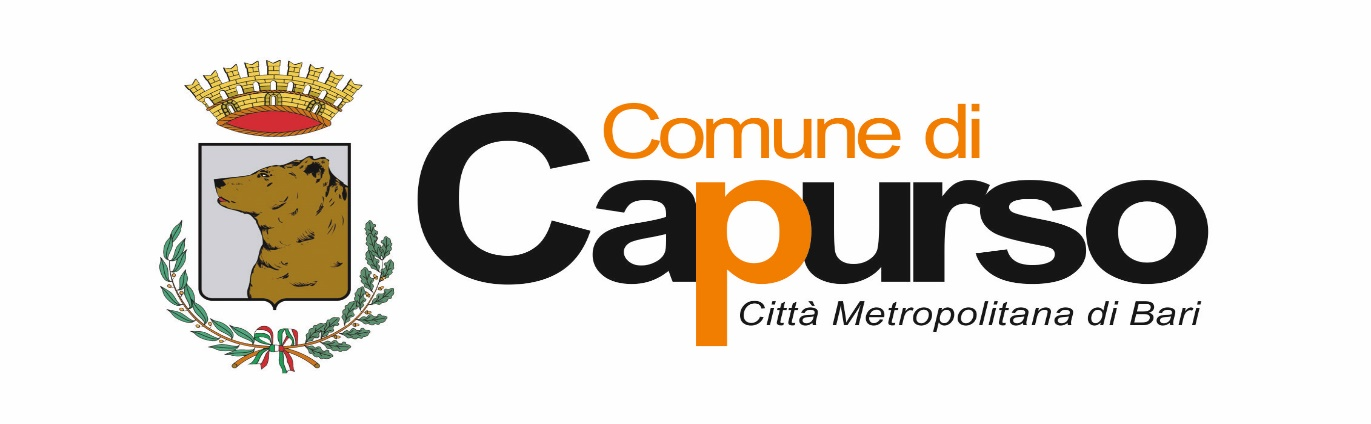 Comune di
Capurso
Città Metropolitana di Bari